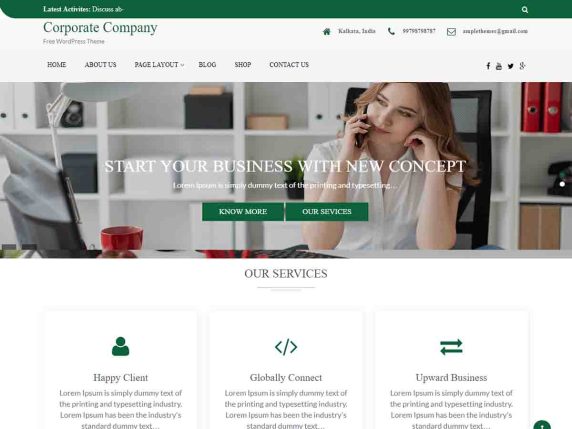 Latest Activites: Discuss ab-
Corporate Company
Free WordPress Theme
Kalkata, India
99798798787
amplethemes@gmail.com
HOME ABOUT US PAGE LAYOUT BLOG SHOP CONTACT US
START YOUR BUSINESS WITH NEW CONCEPT
Lorem Ipsum is simply dummy text of the printing and typesetting…
KNOW MORE OUR SEVICES
OUR SERVICES
Happy Client
Lorem Ipsum is simply dummy text of
the printing and typesetting industry.
Lorem Ipsum has been the industry's
standard dummy text…
Globally Connect
Lorem Ipsum is simply dummy text of
the printing and typesetting industry.
Lorem Ipsum has been the industry's
standard dummy text…
Upward Business
Lorem Ipsum is simply dummy text of
the printing and typesetting industry.
Lorem Ipsum has been the industry's
standard dummy text…